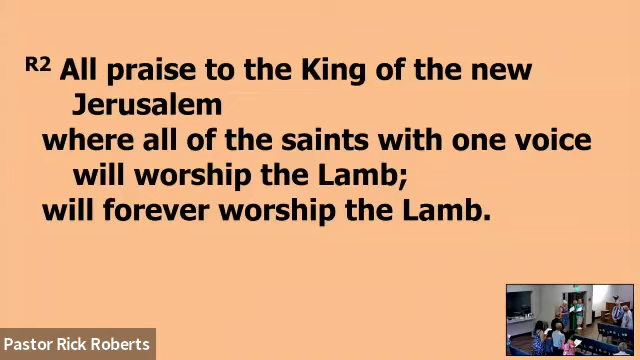 R2 All praise to the King of the new
Jerusalem
where all of the saints with one voice
will worship the Lamb;
will forever worship the Lamb.
Pastor Rick Roberts